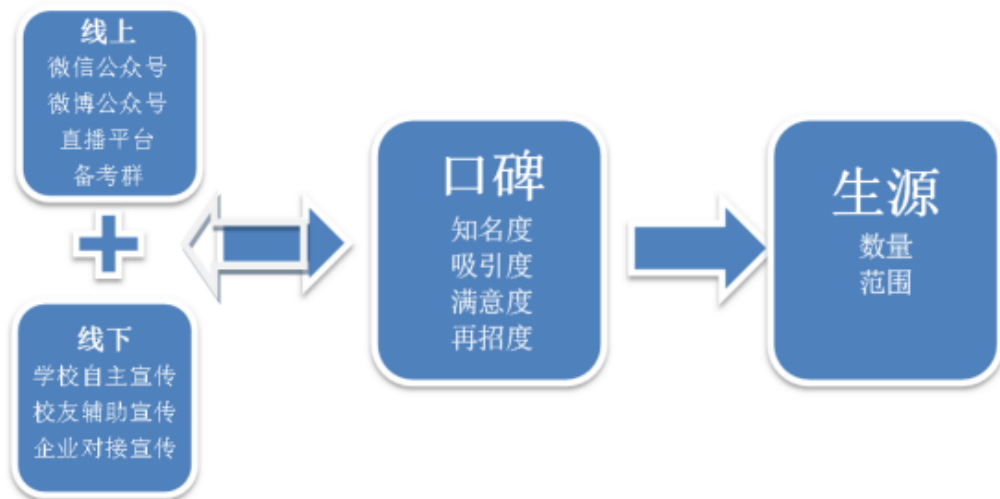 线上
微信公众号
微博公众号
直播平台
备考群
线下
学校自主宣传
校友辅助宣传
企业对接宣传
口碑
知名度
吸引度
满意度
再招度
生源
数量
范围